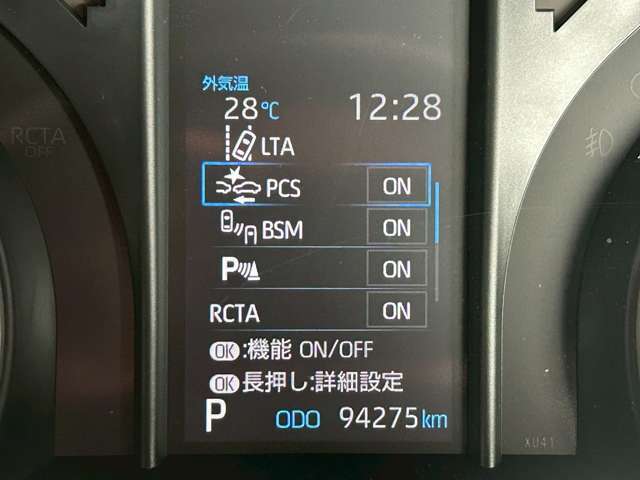 外気温
28℃ 12:28
LTA
RCTA
OFF
PCS ON
BSM ON
P ON
RCTA ON
OK:機能 ON/OFF
OK長押し:詳細設定
P ODO 94275km
XU41